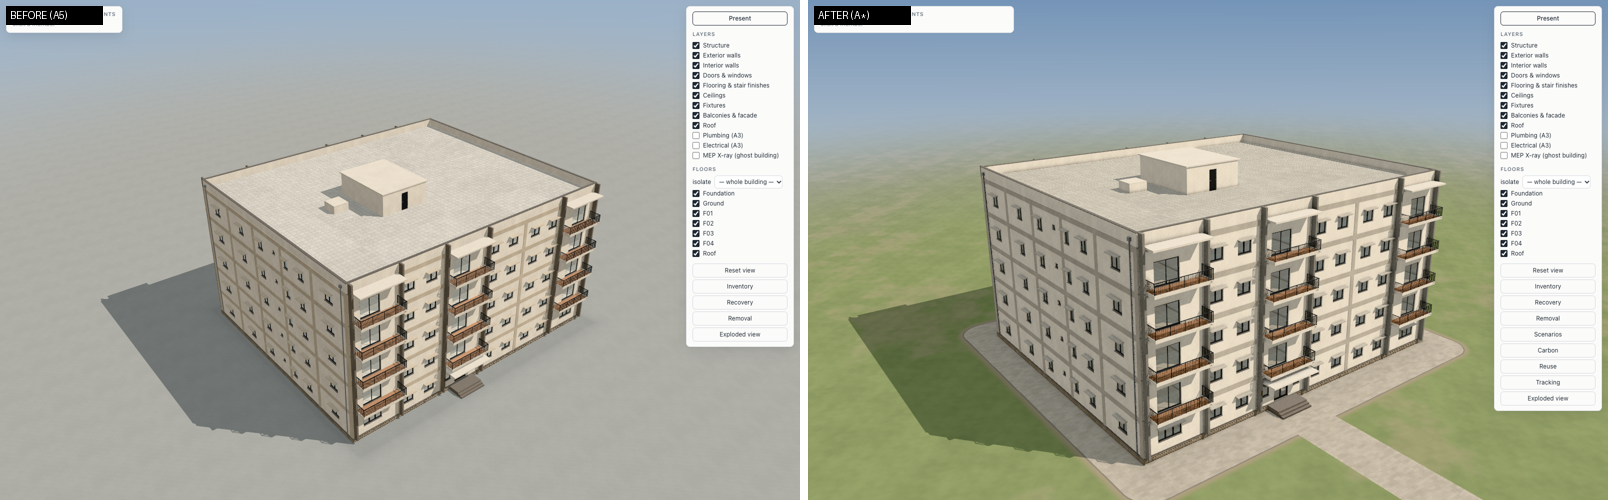 BEFORE (A5)
NTS
Present
LAYERS
Structure
Exterior walls
Interior walls
Doors & windows
Flooring & stair finishes
Ceilings
Fixtures
Balconies & facade
Roof
Plumbing (A3)
Electrical (A3)
MEP X-ray (ghost building)
FLOORS
Isolate — whole building —
Foundation
Ground
F01
F02
F03
F04
Roof
Reset view
Inventory
Recovery
Removal
Exploded view
AFTER (A*)
NTS
Present
LAYERS
Structure
Exterior walls
Interior walls
Doors & windows
Flooring & stair finishes
Ceilings
Fixtures
Balconies & facade
Roof
Plumbing (A3)
Electrical (A3)
MEP X-ray (ghost building)
FLOORS
Isolate — whole building —
Foundation
Ground
F01
F02
F03
F04
Roof
Reset view
Inventory
Recovery
Removal
Scenarios
Carbon
Reuse
Tracking
Exploded view